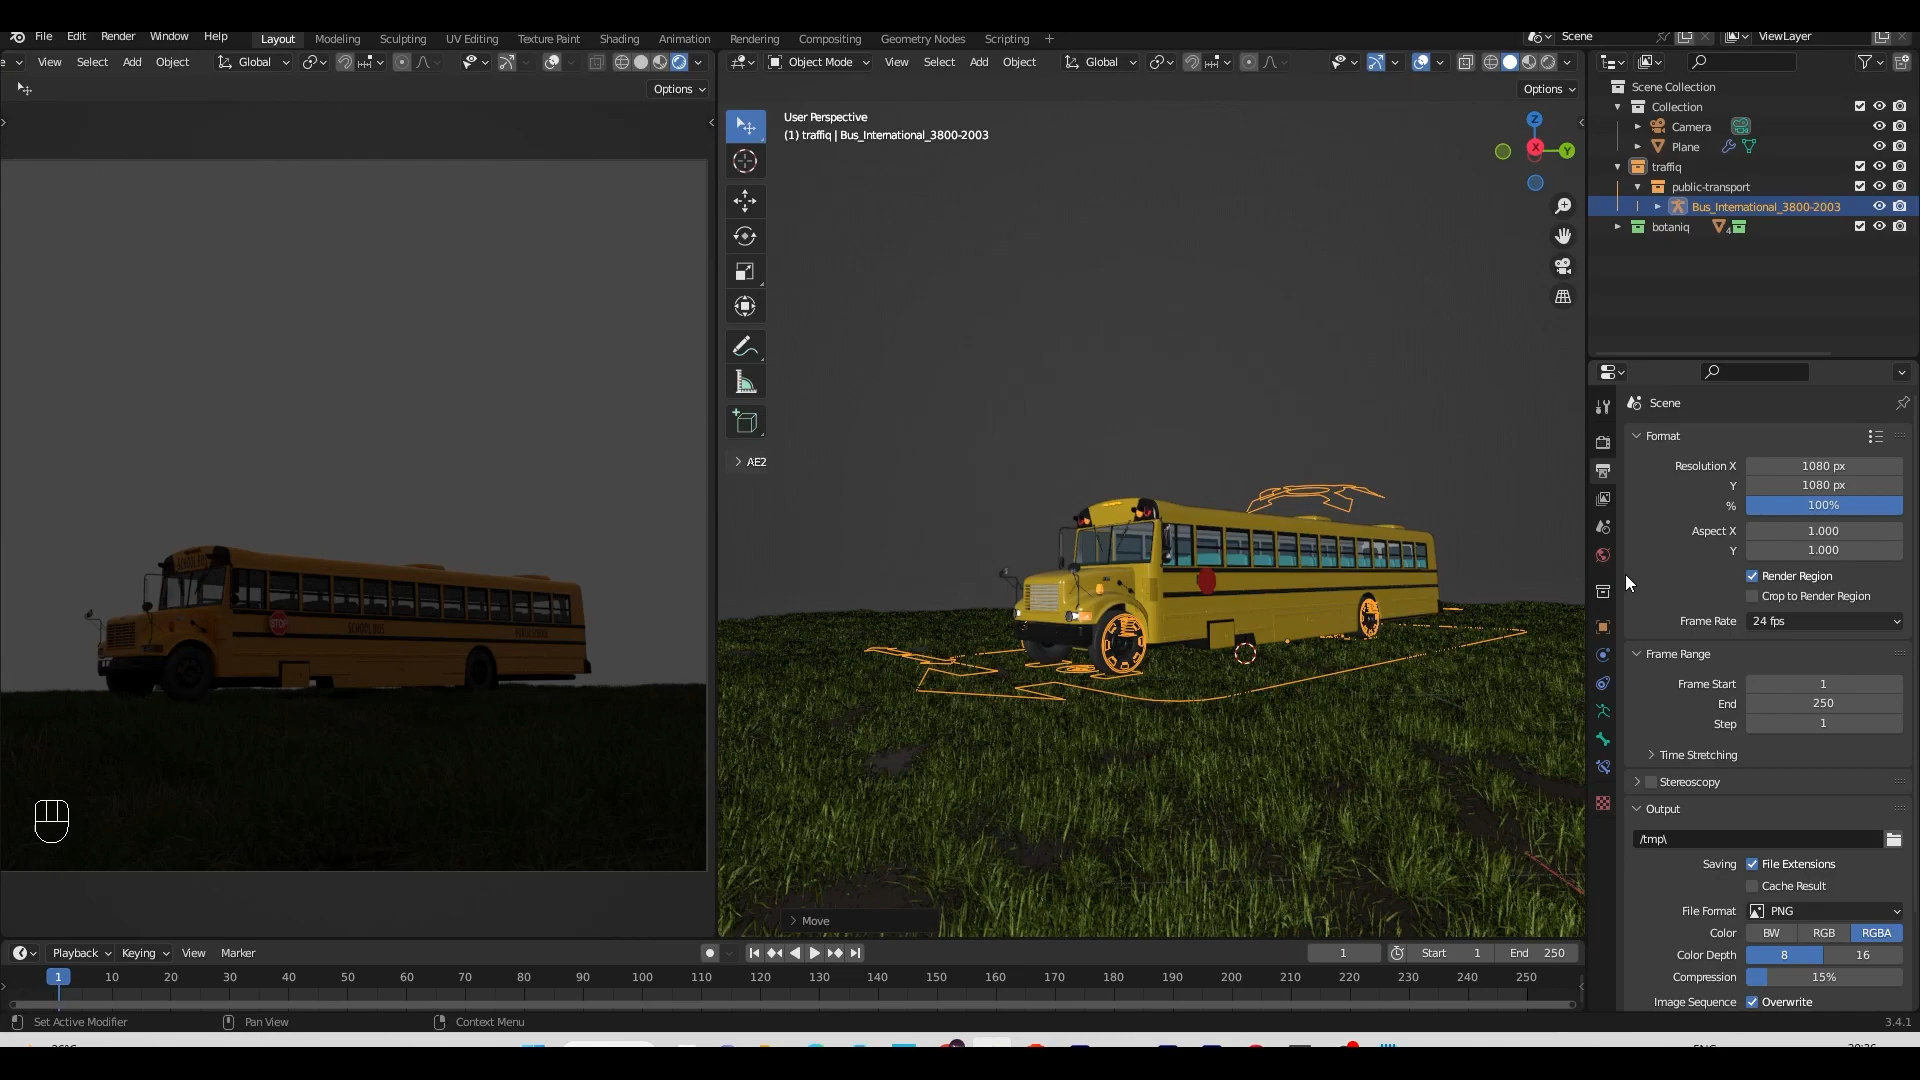 File Edit Render Window Help
Layout Modeling Sculpting UV Editing Texture Paint Shading Animation Rendering Compositing Geometry Nodes Scripting +
Scene ViewLayer
View Select Add Object Global
Options
Object Mode View Select Add Object Global
Options
User Perspective
(1) traffiq | Bus_International_3800-2003
Z
X
Y
AE2
SCHOOL BUS
STOP
SCHOOL BUS
Move
Scene Collection
Collection
Camera
Plane
traffiq
public-transport
Bus_International_3800-2003
botaniq 4
Scene
Format
Resolution X 1080 px
Y 1080 px
% 100%
Aspect X 1.000
Y 1.000
Render Region
Crop to Render Region
Frame Rate 24 fps
Frame Range
Frame Start 1
End 250
Step 1
Time Stretching
Stereoscopy
Output
/tmp\
Saving File Extensions
Cache Result
File Format PNG
Color BW RGB RGBA
Color Depth 8 16
Compression 15%
Image Sequence Overwrite
Playback Keying View Marker
1 Start 1 End 250
1 10 20 30 40 50 60 70 80 90 100 110 120 130 140 150 160 170 180 190 200 210 220 230 240 250
Set Active Modifier Pan View Context Menu
3.4.1